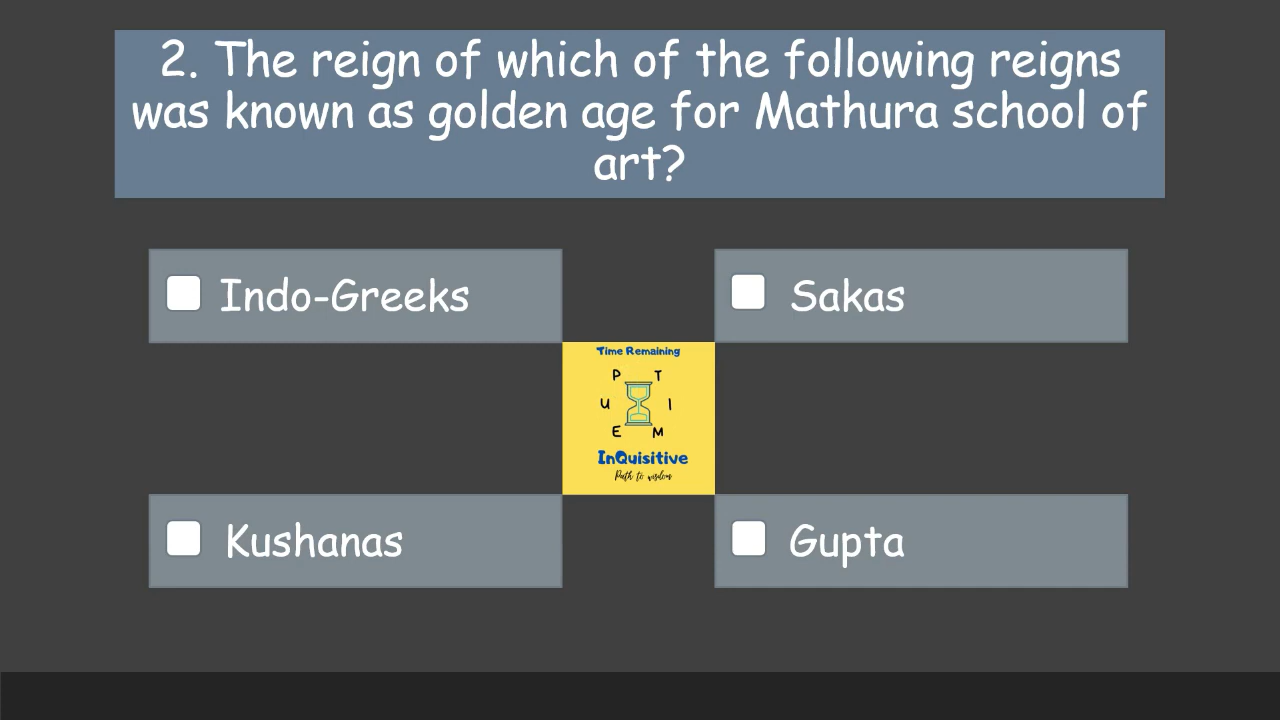 2. The reign of which of the following reigns
was known as golden age for Mathura school of
art?
Indo-Greeks
Sakas
Time Remaining
P T
U I
E M
InQuisitive
Path to wisdom
Kushanas
Gupta